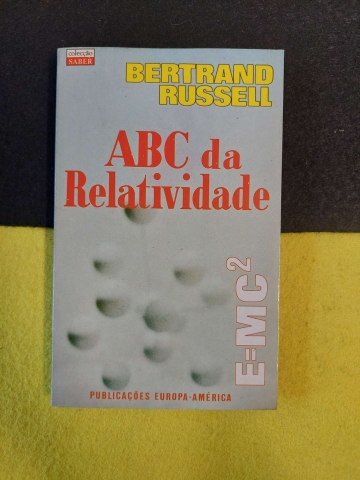 colecção
SABER
BERTRAND
RUSSELL
ABC da
Relatividade
E=MC²
PUBLICAÇÕES EUROPA-AMÉRICA